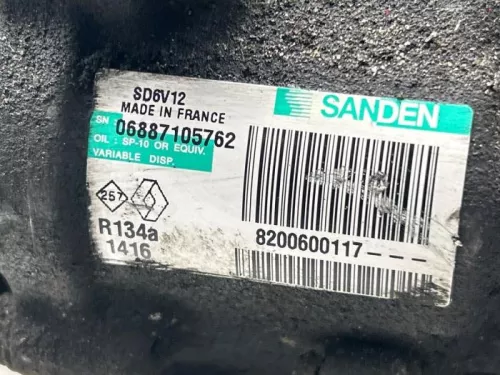 SD6V12
MADE IN FRANCE
SANDEN
SN 06887105762
OIL : SP-10 OR EQUIV.
VARIABLE DISP.
257
R134a
1416
8200600117---